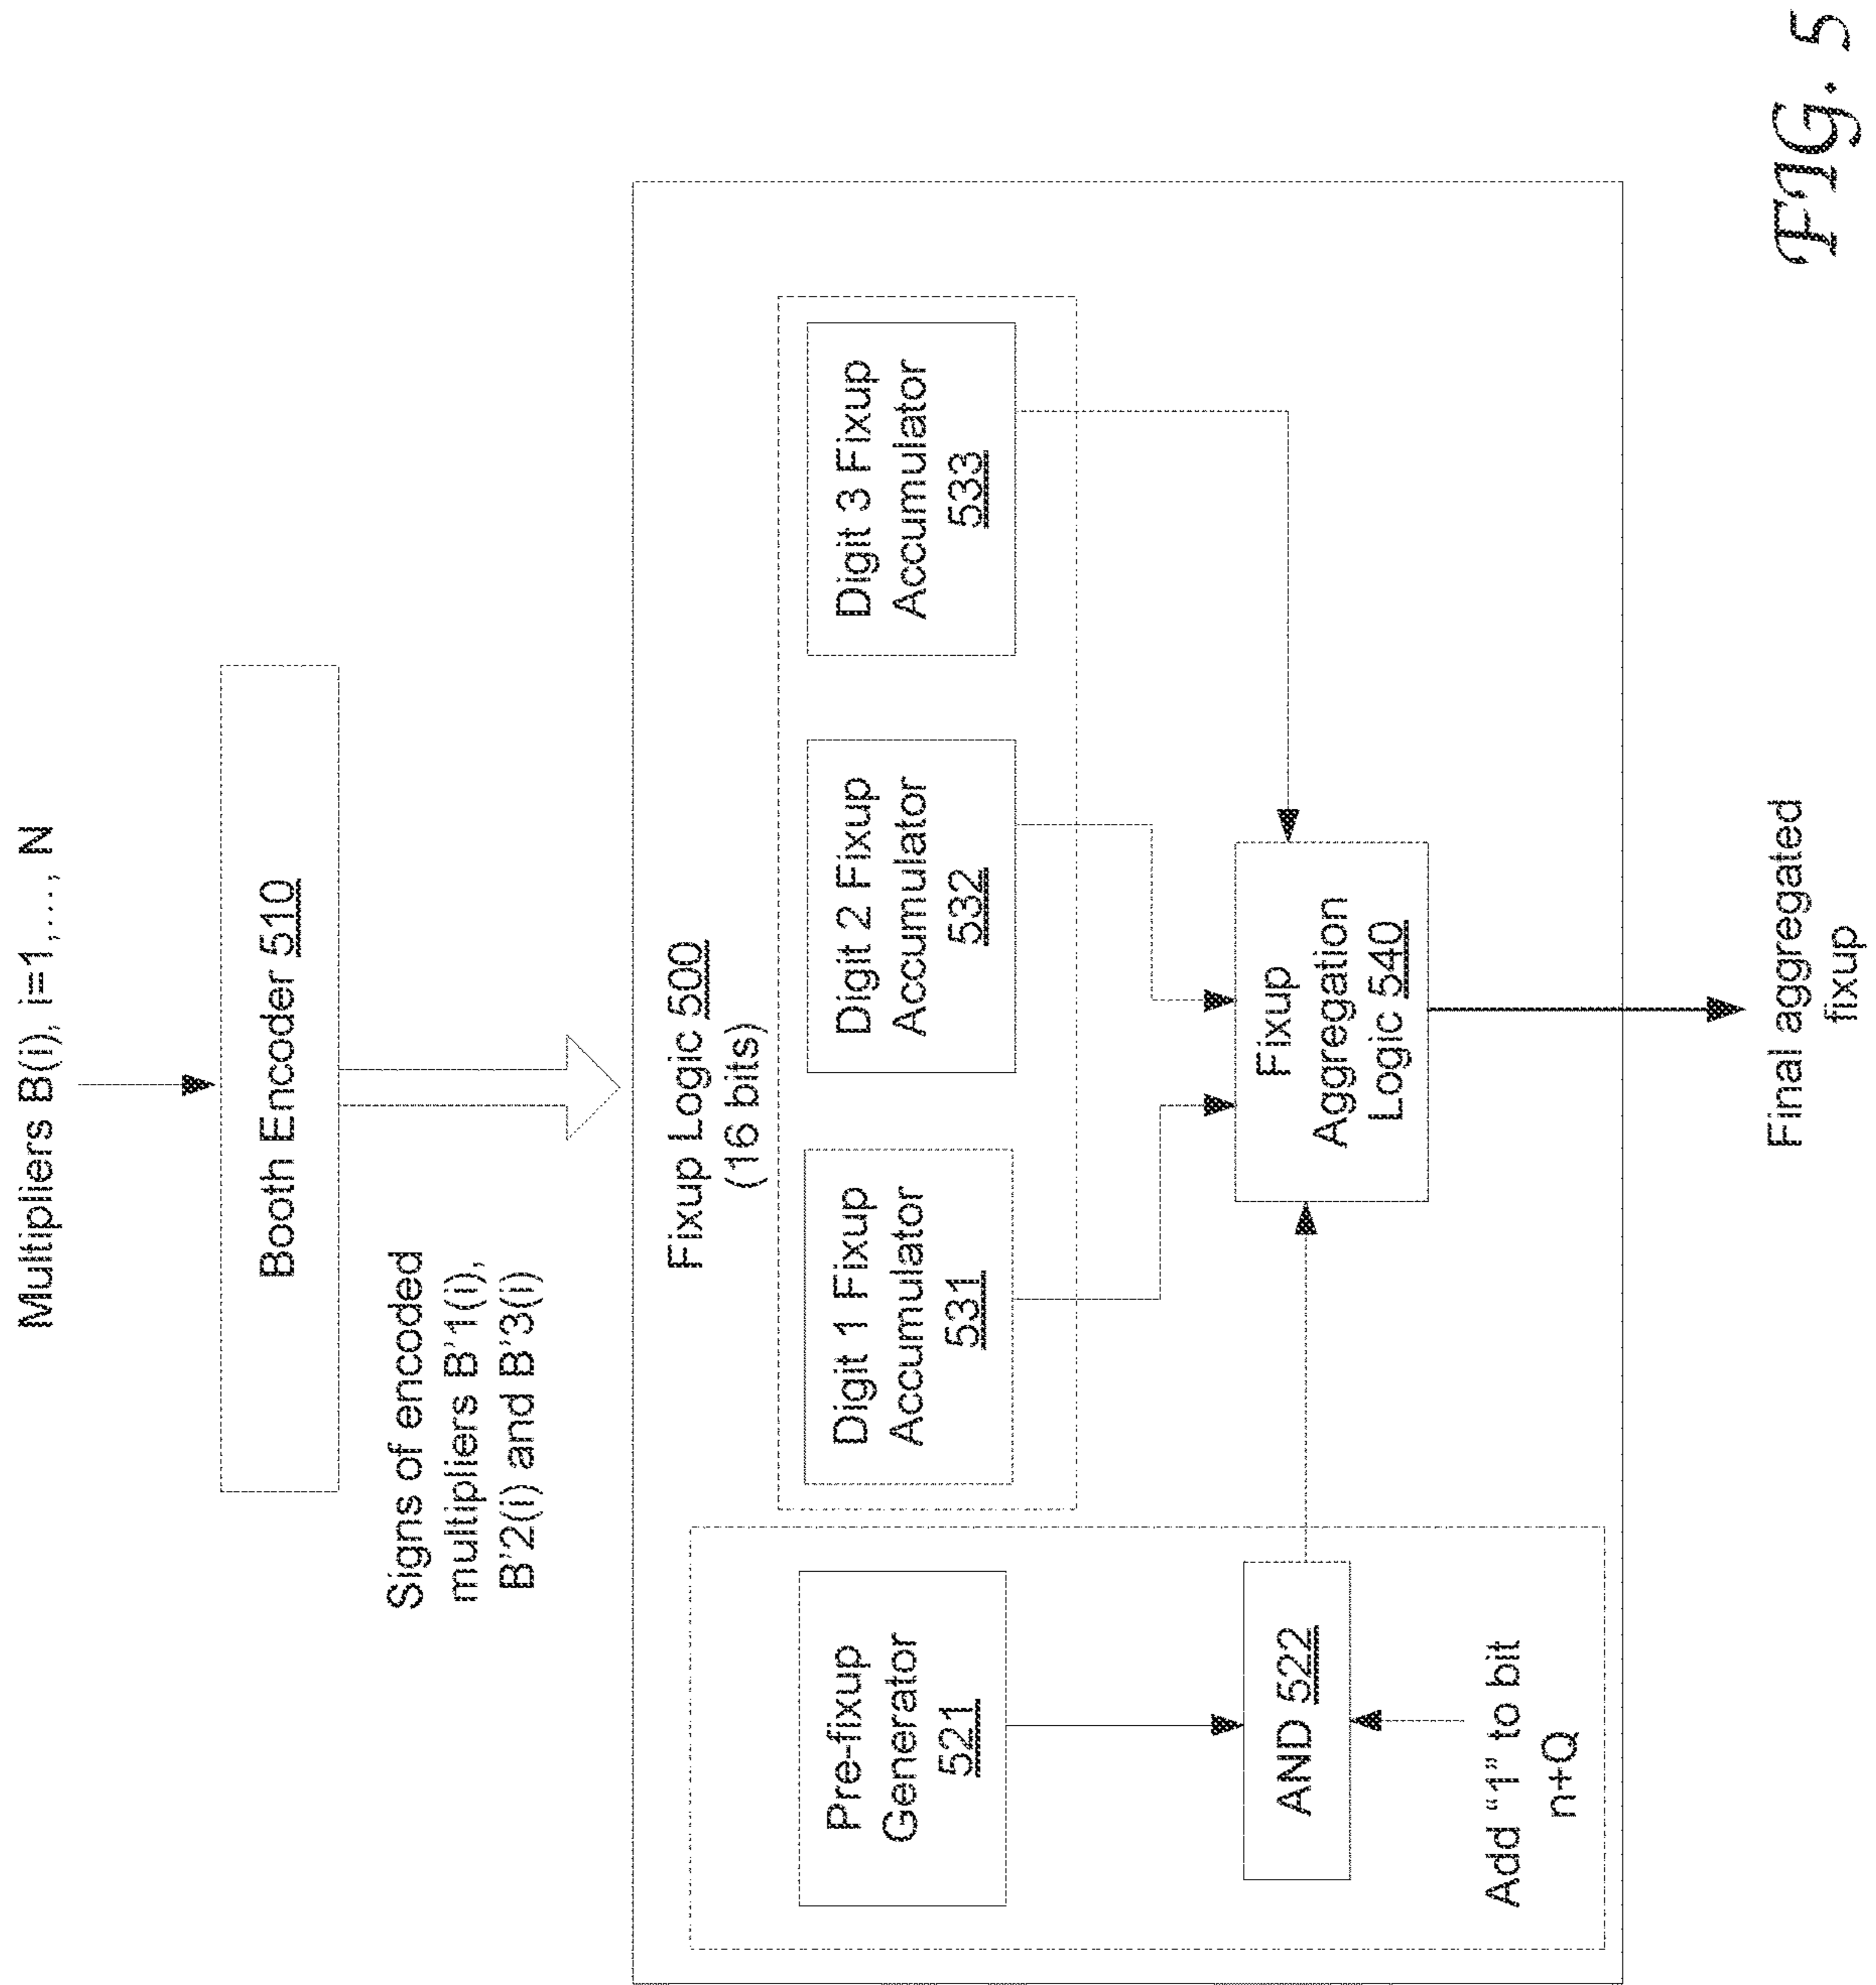 Multipliers B(i), i=1,..., N
Booth Encoder 510
Signs of encoded
multipliers B'1(i),
B'2(i) and B'3(i)
Fixup Logic 500
(16 bits)
Pre-fixup
Generator
521
Digit 1 Fixup
Accumulator
531
Digit 2 Fixup
Accumulator
532
Digit 3 Fixup
Accumulator
533
AND 522
Add “1” to bit
n+Q
Fixup
Aggregation
Logic 540
Final aggregated
fixup
FIG. 5